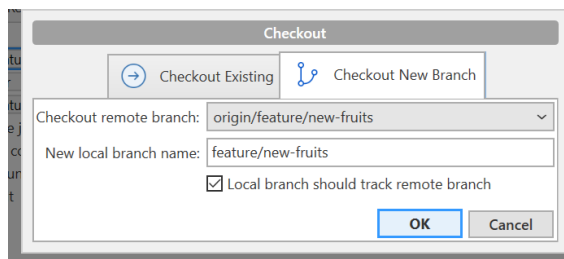 Checkout
Checkout Existing
Checkout New Branch
Checkout remote branch: origin/feature/new-fruits
New local branch name: feature/new-fruits
Local branch should track remote branch
OK Cancel